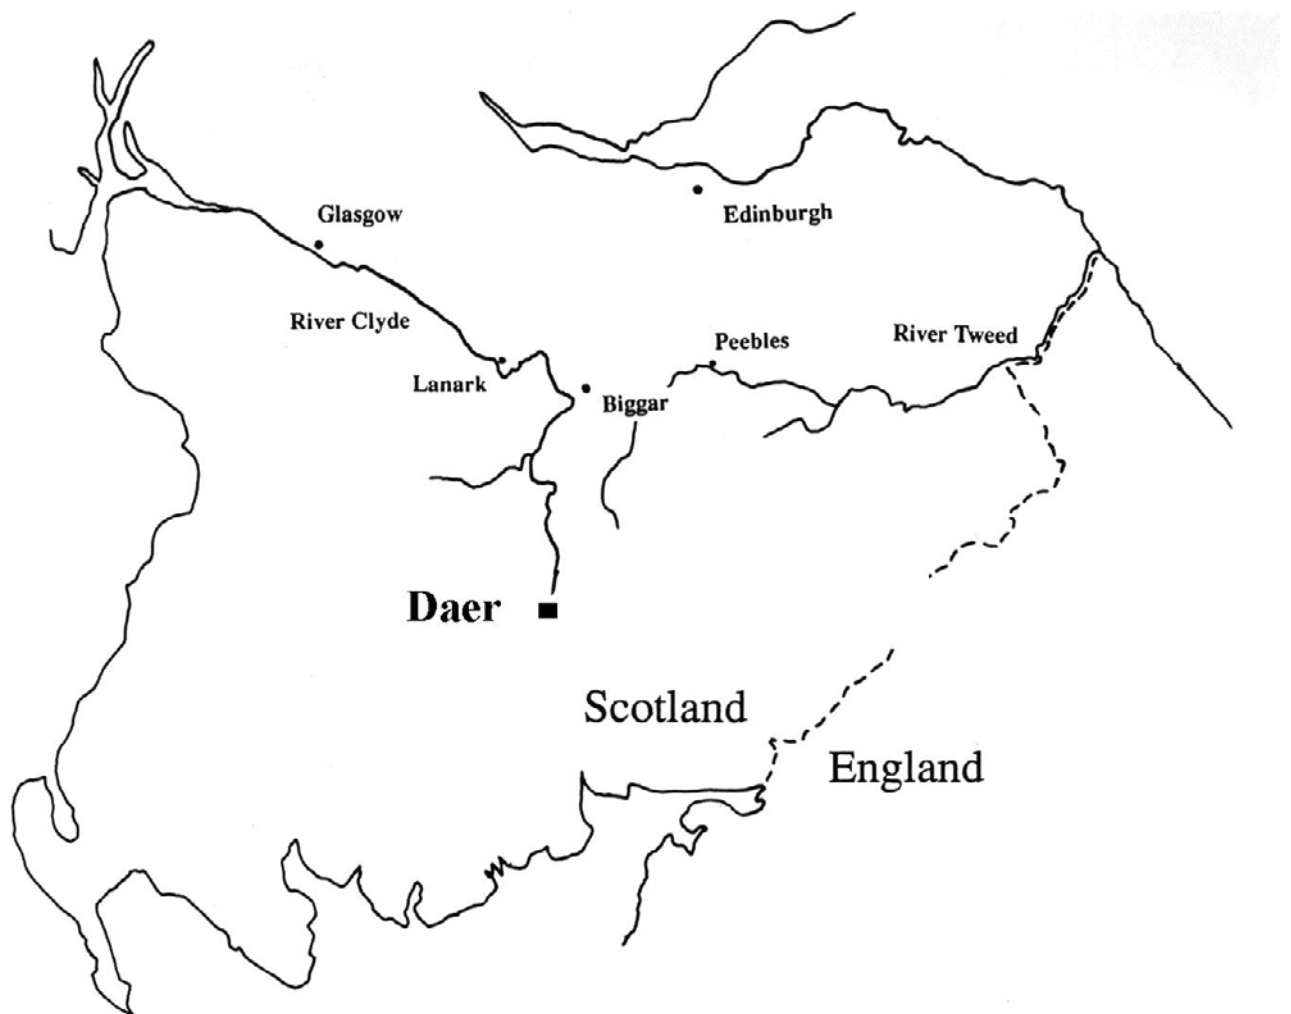 Glasgow
Edinburgh
River Clyde
River Tweed
Peebles
Lanark
Biggar
Daer
Scotland
England